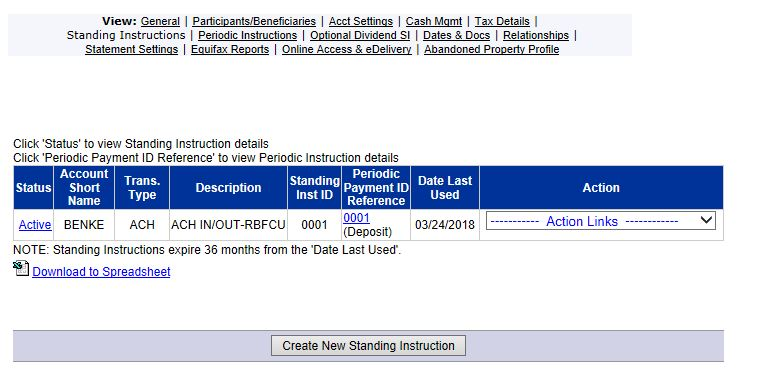 View: General | Participants/Beneficiaries | Acct Settings | Cash Mgmt | Tax Details |
Standing Instructions | Periodic Instructions | Optional Dividend SI | Dates & Docs | Relationships |
Statement Settings | Equifax Reports | Online Access & eDelivery | Abandoned Property Profile
Click 'Status' to view Standing Instruction details
Click 'Periodic Payment ID Reference' to view Periodic Instruction details
Status Account Short Name Trans. Type Description Standing Inst ID Periodic Payment ID Reference Date Last Used Action
Active BENKE ACH ACH IN/OUT-RBFCU 0001 0001 (Deposit) 03/24/2018 ----------- Action Links ------------
NOTE: Standing Instructions expire 36 months from the 'Date Last Used'.
Download to Spreadsheet
Create New Standing Instruction